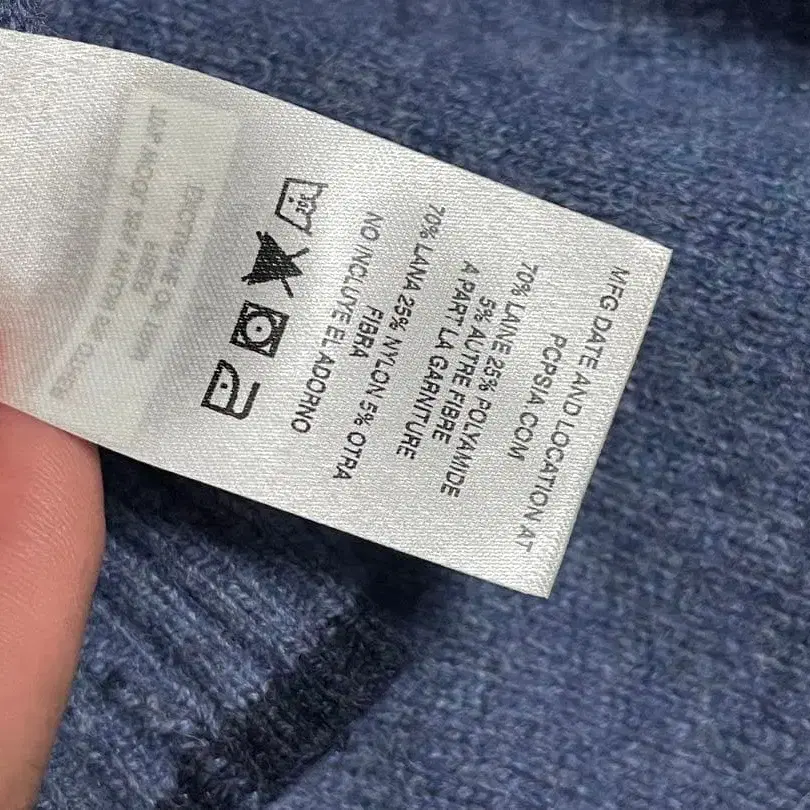 MFG DATE AND LOCATION AT
PCPSIA COM
70% LAINE 25% POLYAMIDE
5% AUTRE FIBRE
A PART LA GARNITURE
70% LANA 25% NYLON 5% OTRA
FIBRA
NO INCLUYE EL ADORNO